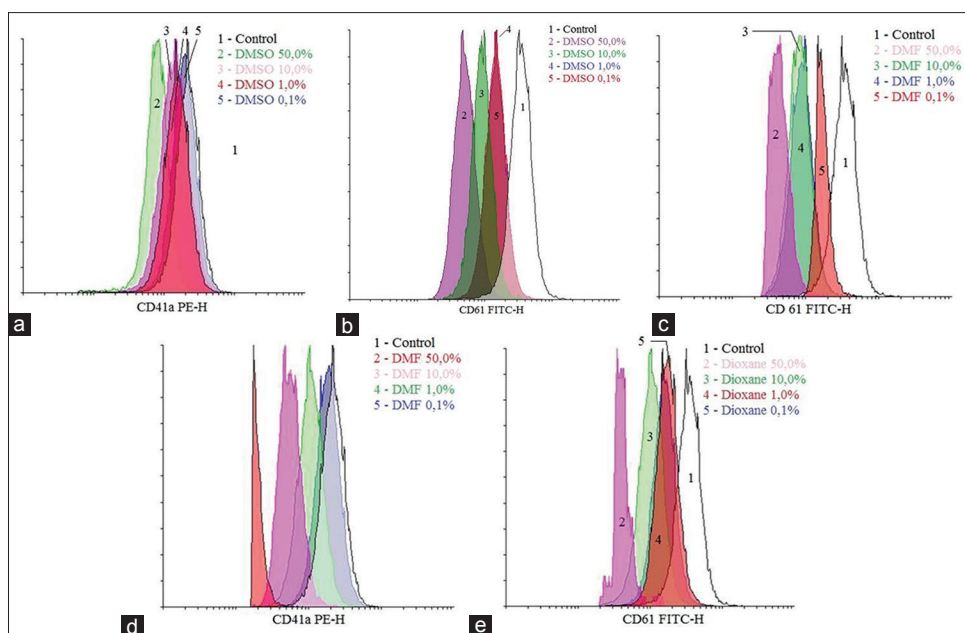 3 4 5
1 - Control
2 - DMSO 50,0%
3 - DMSO 10,0%
4 - DMSO 1,0%
5 - DMSO 0,1%
2
1
CD41a PE-H
a
4
1 - Control
2 - DMSO 50,0%
3 - DMSO 10,0%
4 - DMSO 1,0%
5 - DMSO 0,1%
3
2
5
1
CD61 FITC-H
b
3
1 - Control
2 - DMF 50,0%
3 - DMF 10,0%
4 - DMF 1,0%
5 - DMF 0,1%
2
4
5
1
CD 61 FITC-H
c
1 - Control
2 - DMF 50,0%
3 - DMF 10,0%
4 - DMF 1,0%
5 - DMF 0,1%
CD41a PE-H
d
5
1 - Control
2 - Dioxane 50,0%
3 - Dioxane 10,0%
4 - Dioxane 1,0%
5 - Dioxane 0,1%
3
1
4
2
CD61 FITC-H
e